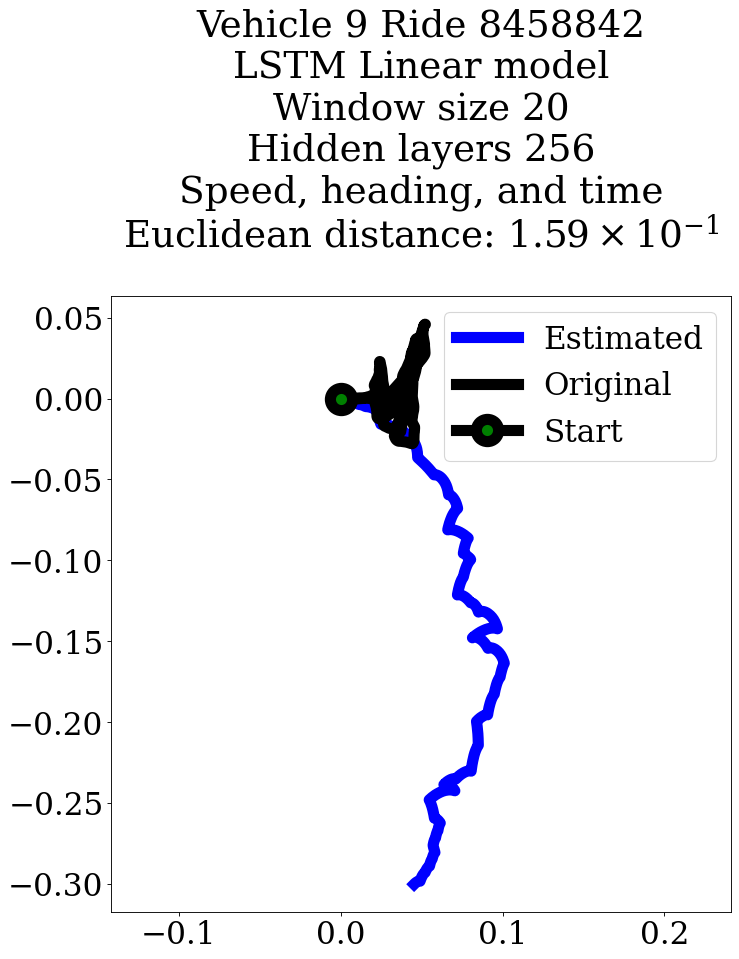 Vehicle 9 Ride 8458842
LSTM Linear model
Window size 20
Hidden layers 256
Speed, heading, and time
Euclidean distance: 1.59 × 10⁻¹
Estimated
Original
Start
0.05
0.00
−0.05
−0.10
−0.15
−0.20
−0.25
−0.30
−0.1 0.0 0.1 0.2